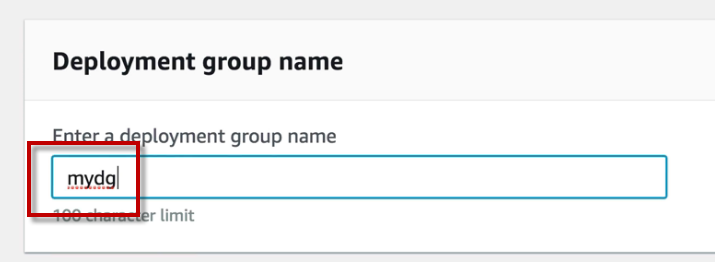 Deployment group name
Enter a deployment group name
mydg
100 character limit